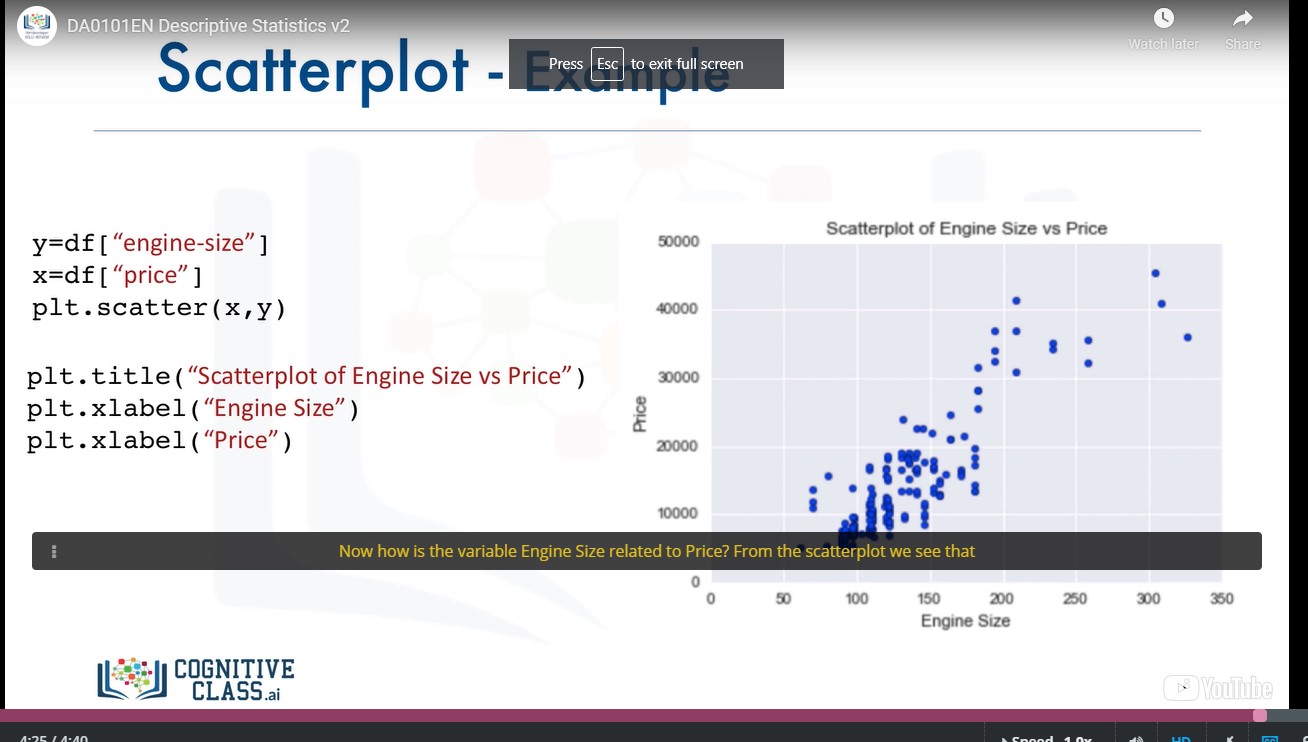 DA0101EN Descriptive Statistics v2
Watch later
Share
Press Esc to exit full screen
Scatterplot - Example
y=df[“engine-size”]
x=df[“price”]
plt.scatter(x,y)
plt.title(“Scatterplot of Engine Size vs Price”)
plt.xlabel(“Engine Size”)
plt.xlabel(“Price”)
Scatterplot of Engine Size vs Price
50000
40000
30000
20000
10000
0
Price
0 50 100 150 200 250 300 350
Engine Size
Now how is the variable Engine Size related to Price? From the scatterplot we see that
COGNITIVE
CLASS.ai
YouTube
4:25 / 4:40
Speed 1.0x
HD